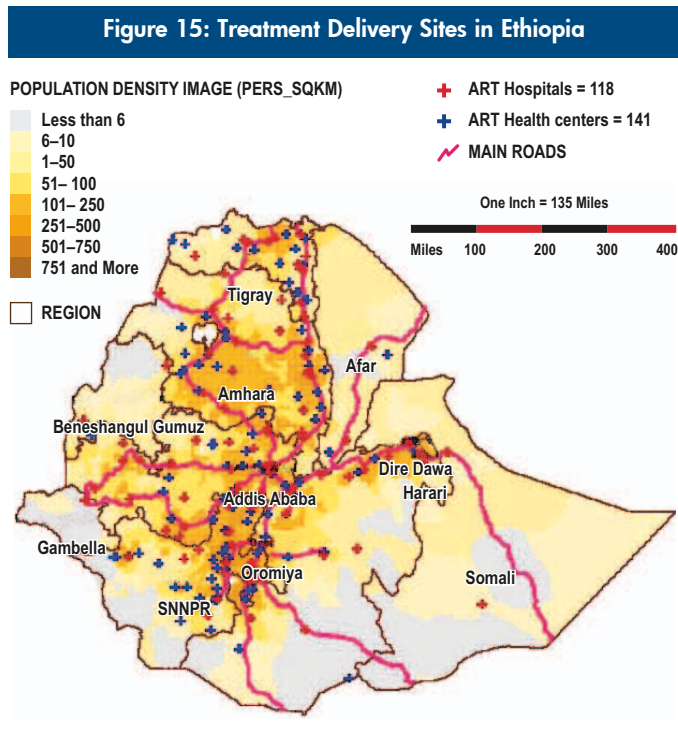 Figure 15: Treatment Delivery Sites in Ethiopia
POPULATION DENSITY IMAGE (PERS_SQKM)
Less than 6
6–10
1–50
51– 100
101– 250
251–500
501–750
751 and More
REGION
ART Hospitals = 118
ART Health centers = 141
MAIN ROADS
One Inch = 135 Miles
Miles 100 200 300 400
Tigray
Afar
Amhara
Beneshangul Gumuz
Dire Dawa
Harari
Addis Ababa
Gambella
Oromiya
Somali
SNNPR